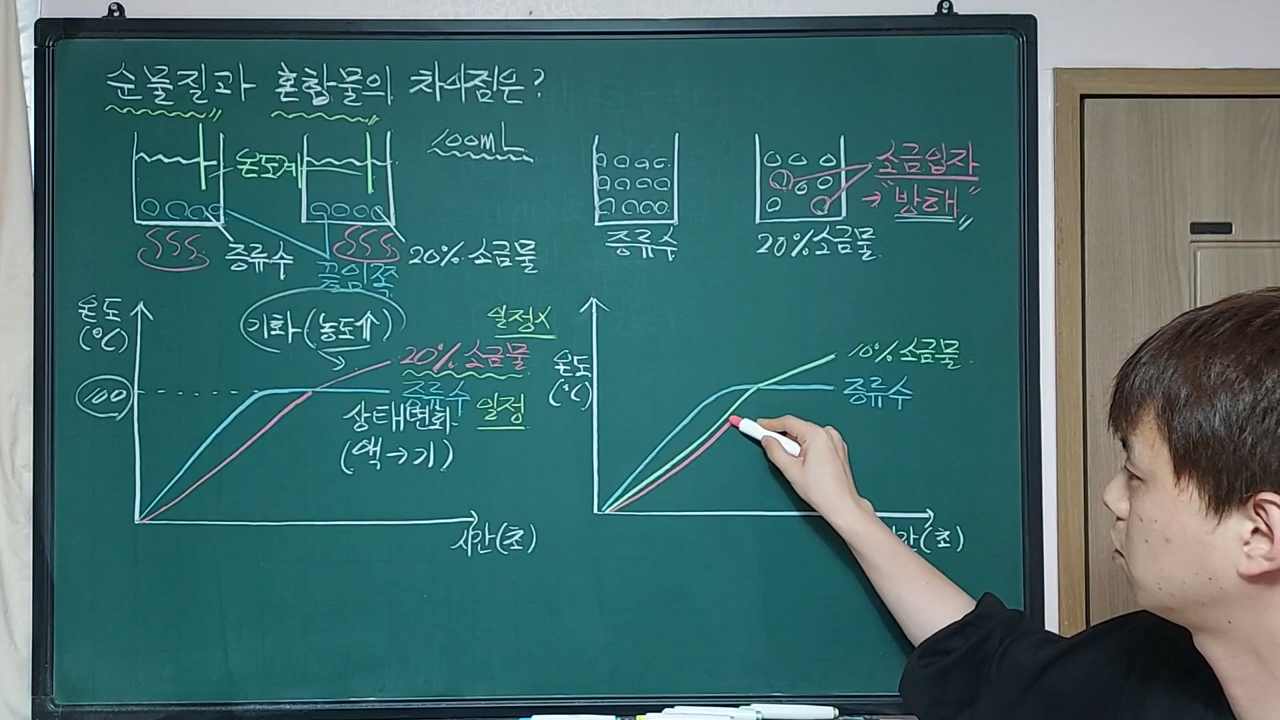 순물질과 혼합물의 차이점은?
100mL
온도계
증류수
끓임쪽
20% 소금물
증류수
20% 소금물
소금입자
→ "방해"
온도
(℃)
100
기화(농도↑)
일정X
20% 소금물
증류수
일정
상태변화
(액→기)
시간(초)
온도
(℃)
10% 소금물
증류수
시간(초)